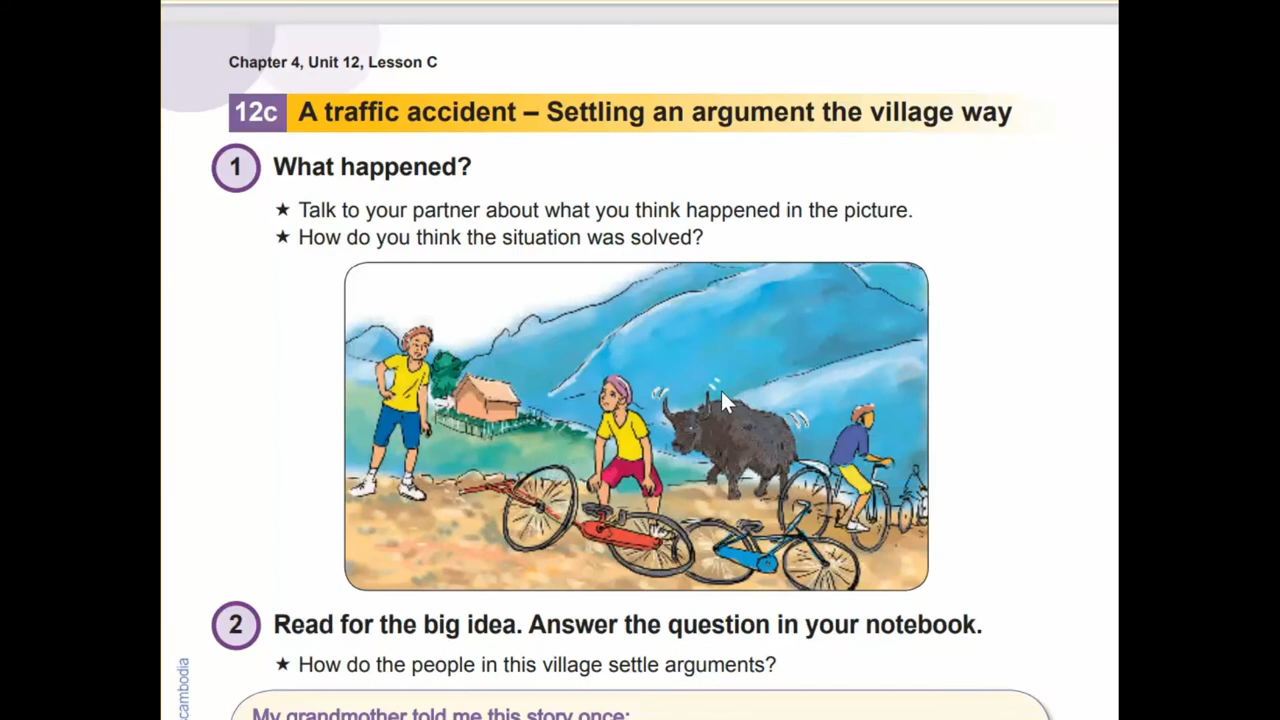 Chapter 4, Unit 12, Lesson C
12c A traffic accident – Settling an argument the village way
1 What happened?
★ Talk to your partner about what you think happened in the picture.
★ How do you think the situation was solved?
2 Read for the big idea. Answer the question in your notebook.
★ How do the people in this village settle arguments?
cambodia
My grandmother told me this story once: